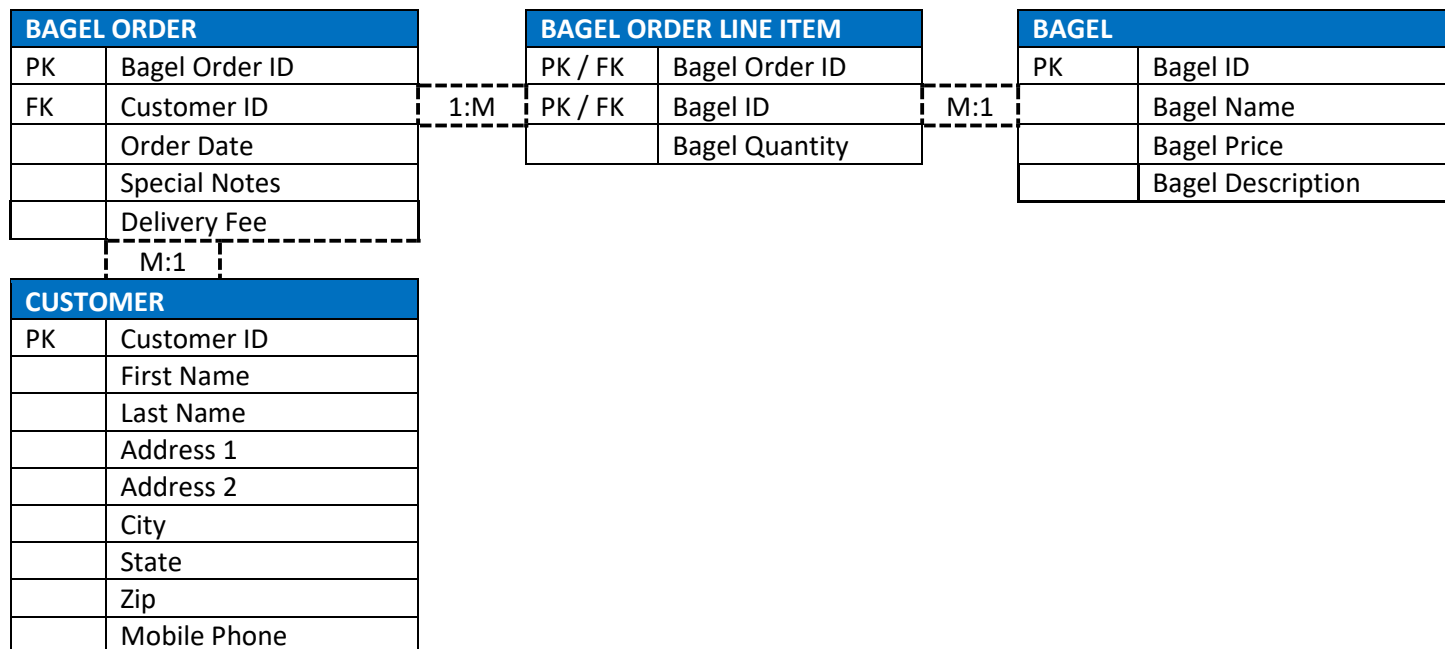 BAGEL ORDER BAGEL ORDER LINE ITEM BAGEL
PK Bagel Order ID PK / FK Bagel Order ID PK Bagel ID
FK Customer ID 1:M PK / FK Bagel ID M:1 Bagel Name
Order Date Bagel Quantity Bagel Price
Special Notes Bagel Description
Delivery Fee
M:1
CUSTOMER
PK Customer ID
First Name
Last Name
Address 1
Address 2
City
State
Zip
Mobile Phone